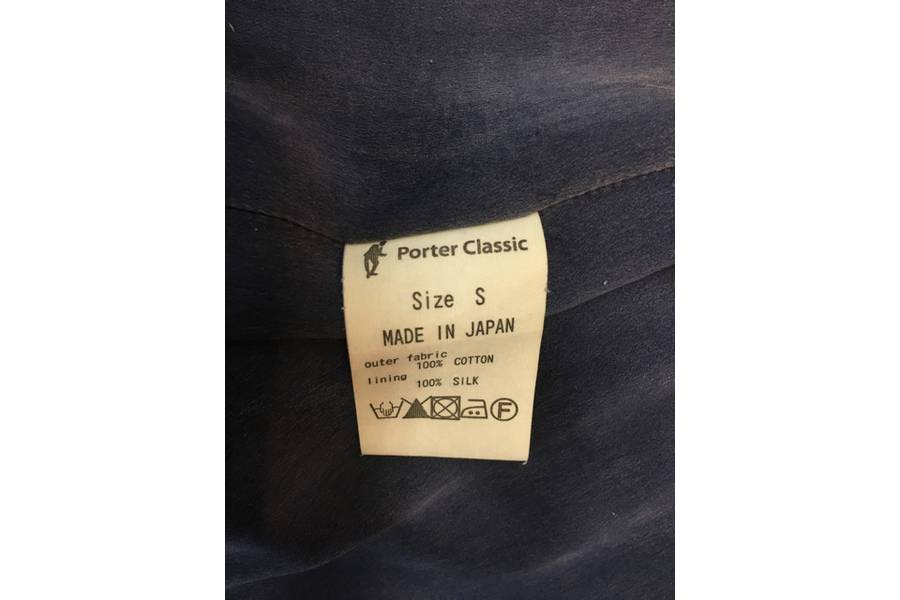 Porter Classic
Size S
MADE IN JAPAN
outer fabric
100% COTTON
lining 100% SILK
F